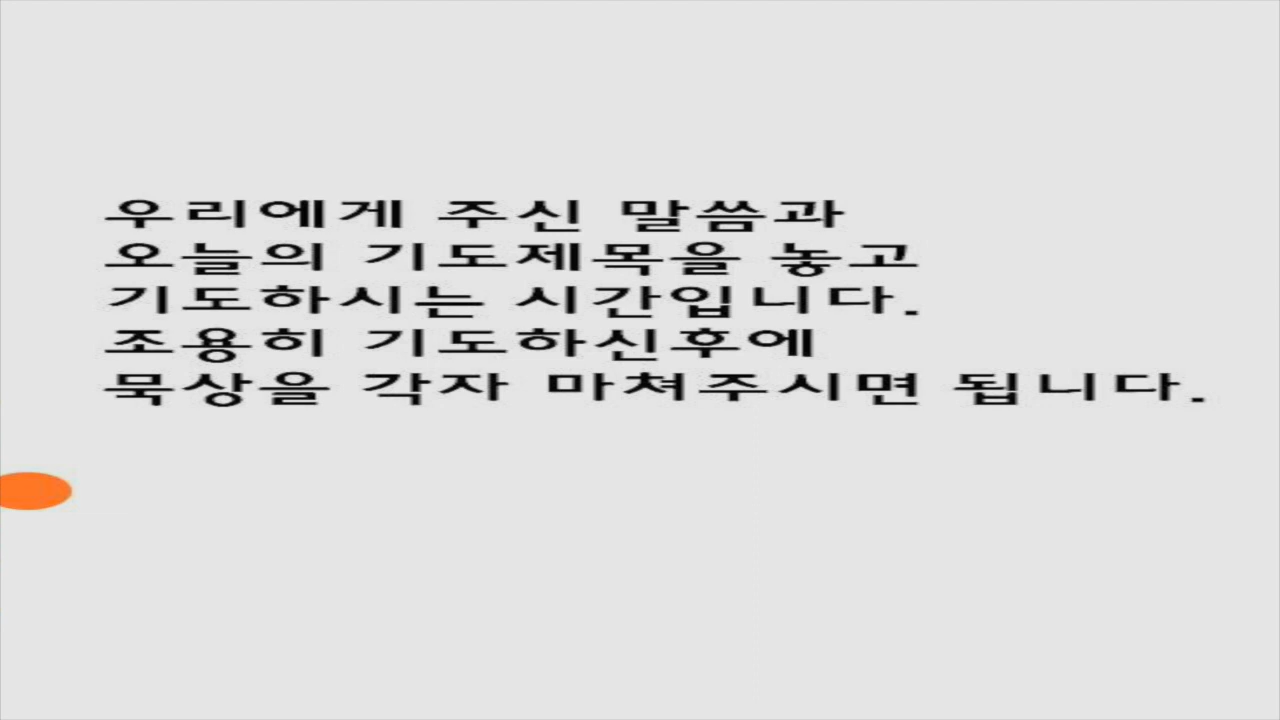 우리에게 주신 말씀과
오늘의 기도제목을 놓고
기도하시는 시간입니다.
조용히 기도하신후에
묵상을 각자 마쳐주시면 됩니다.